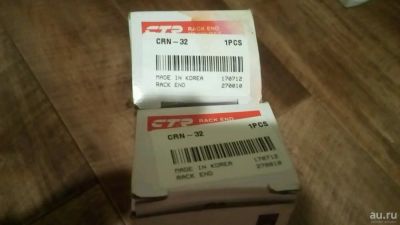 CTR RACK END
CRN-32 1PCS
MADE IN KOREA 170712
RACK END 270010
CTR RACK END
CRN-32 1PCS
MADE IN KOREA 170712
RACK END 270010
au.ru